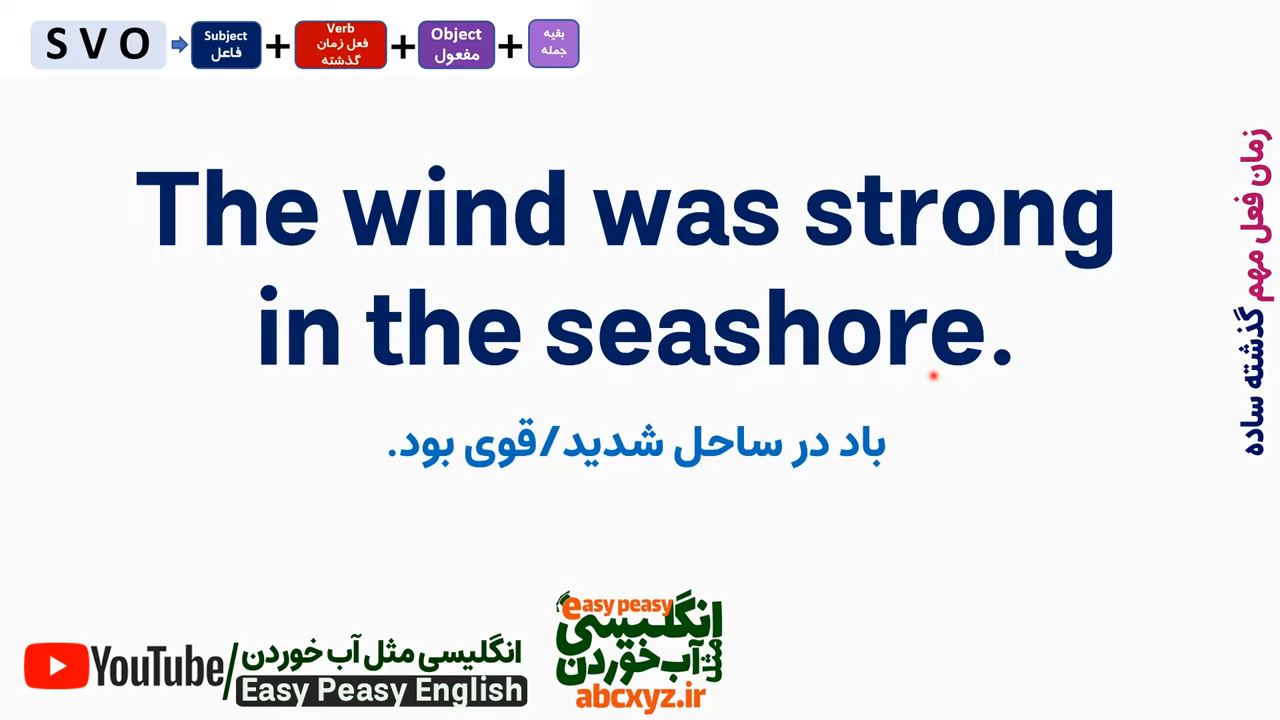 S V O
Subject
فاعل
+
Verb
فعل زمان
گذشته
+
Object
مفعول
+
بقیه
جمله
The wind was strong
in the seashore.
باد در ساحل شدید/قوی بود.
زمان فعل مهم گذشته ساده
YouTube/انگلیسی مثل آب خوردن
Easy Peasy English
easy peasy
انگلیسی
مثل
آب خوردن
abcxyz.ir